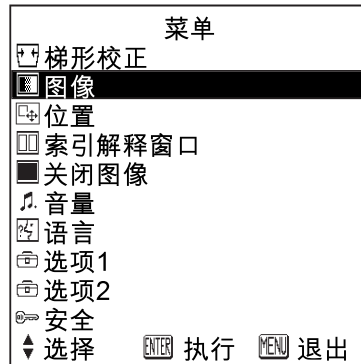 菜单
梯形校正
图像
位置
索引解释窗口
关闭图像
音量
语言
选项1
选项2
安全
选择 ENTER 执行 MENU 退出